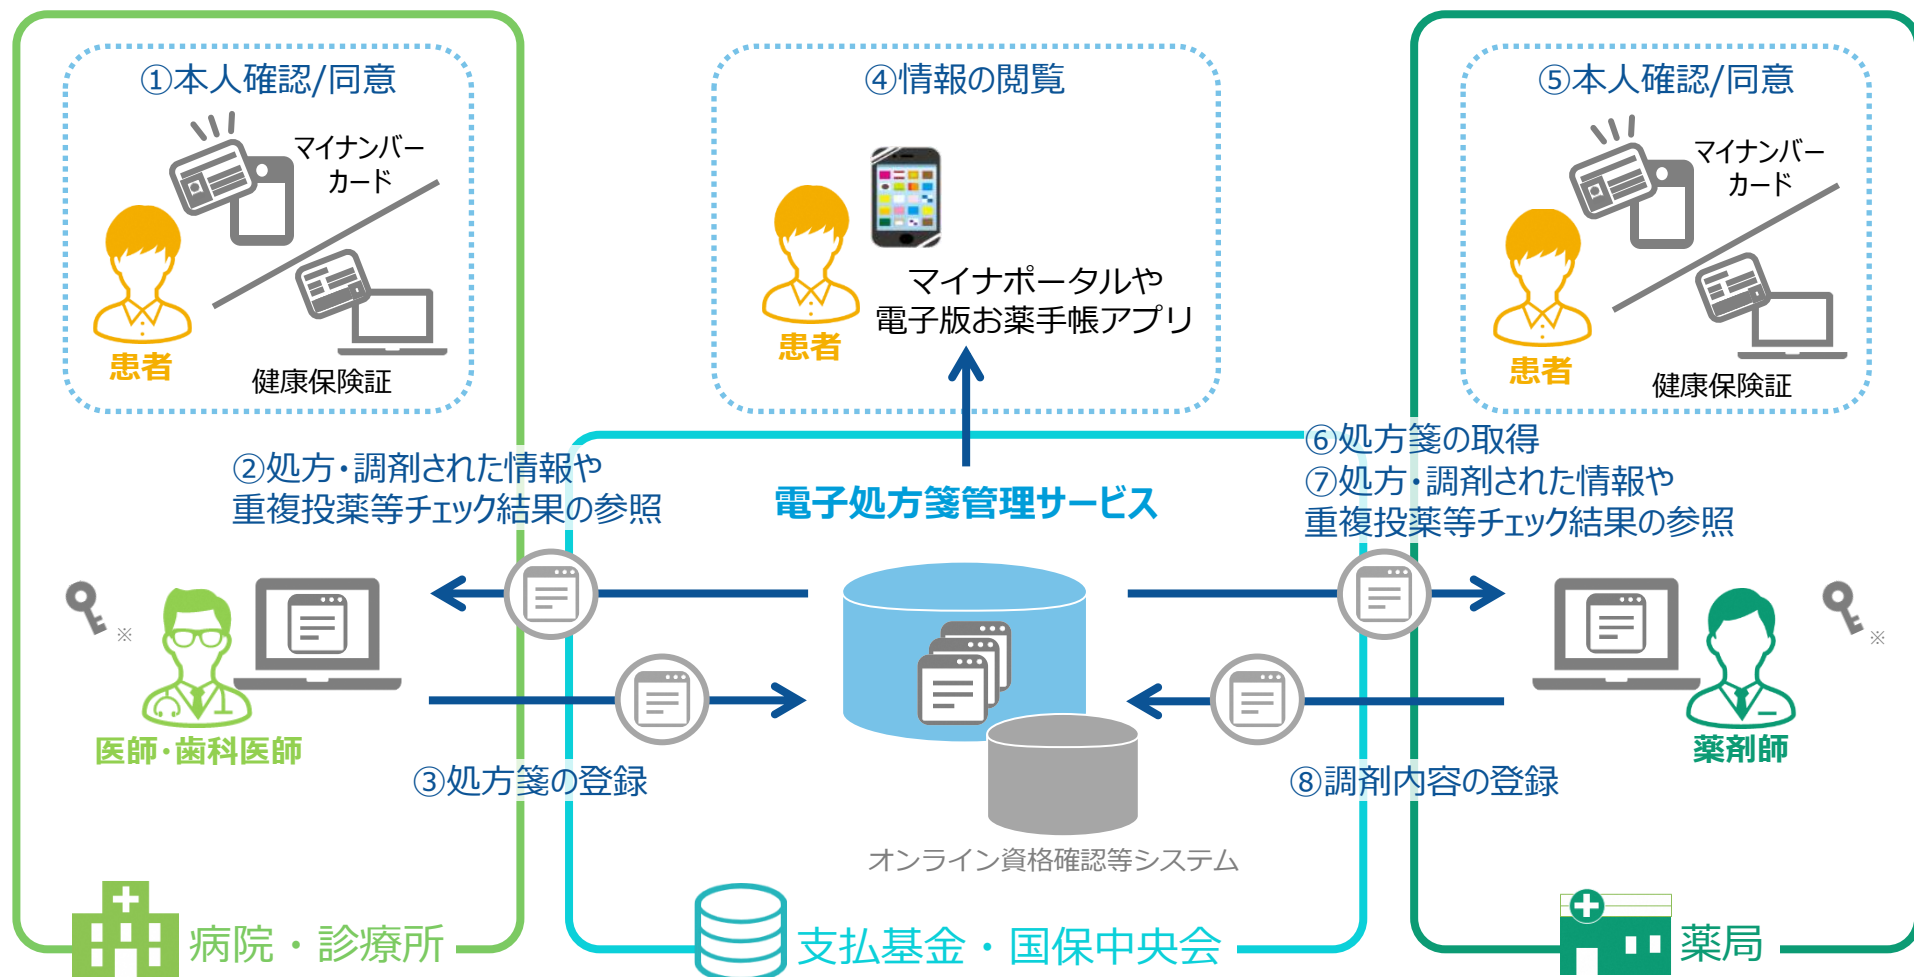 ①本人確認/同意
マイナンバー
カード
患者
健康保険証
②処方・調剤された情報や
重複投薬等チェック結果の参照
※
医師・歯科医師
③処方箋の登録
病院・診療所
④情報の閲覧
マイナポータルや
電子版お薬手帳アプリ
患者
電子処方箋管理サービス
オンライン資格確認等システム
支払基金・国保中央会
⑤本人確認/同意
マイナンバー
カード
患者
健康保険証
⑥処方箋の取得
⑦処方・調剤された情報や
重複投薬等チェック結果の参照
※
薬剤師
⑧調剤内容の登録
薬局